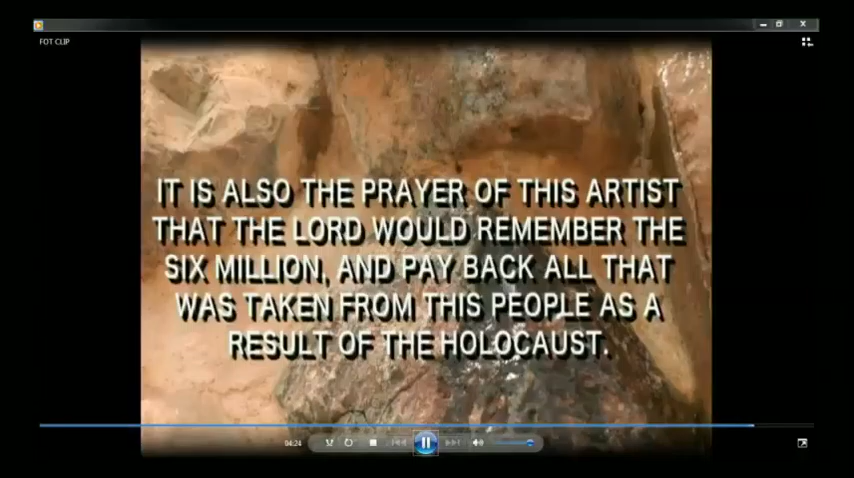 FOT CLIP
IT IS ALSO THE PRAYER OF THIS ARTIST
THAT THE LORD WOULD REMEMBER THE
SIX MILLION, AND PAY BACK ALL THAT
WAS TAKEN FROM THIS PEOPLE AS A
RESULT OF THE HOLOCAUST.
04:24